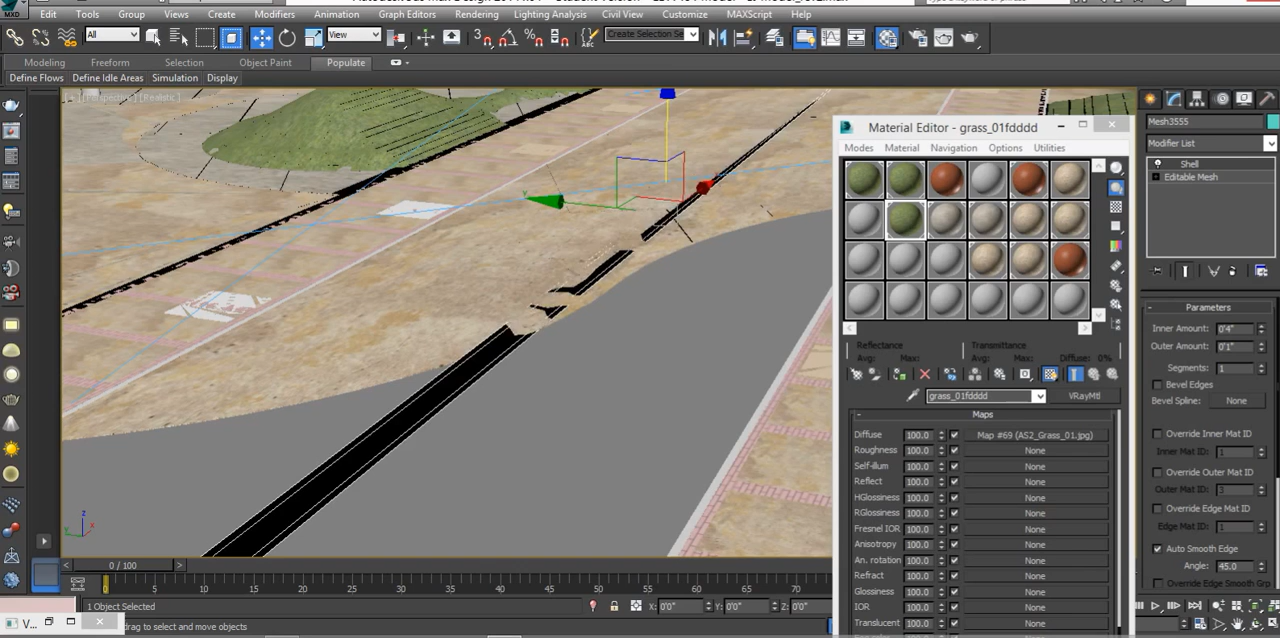 MXD
Edit Tools Group Views Create Modifiers Animation Graph Editors Rendering Lighting Analysis Civil View Customize MAXScript Help
All View Create Selection Se
Modeling Freeform Selection Object Paint Populate
Define Flows Define Idle Areas Simulation Display
[+] [Perspective] [Realistic]
Material Editor - grass_01fdddd
Modes Material Navigation Options Utilities
Reflectance Transmittance
Avg: Max: Avg: Max: Diffuse: 0%
grass_01fdddd VRayMtl
Maps
Diffuse 100.0 Map #69 (AS2_Grass_01.jpg)
Roughness 100.0 None
Self-illum 100.0 None
Reflect 100.0 None
HGlossiness 100.0 None
RGlossiness 100.0 None
Fresnel IOR 100.0 None
Anisotropy 100.0 None
An. rotation 100.0 None
Refract 100.0 None
Glossiness 100.0 None
IOR 100.0 None
Translucent 100.0 None
Mesh3555
Modifier List
Shell
Editable Mesh
Parameters
Inner Amount: 0'4"
Outer Amount: 0'1"
Segments: 1
Bevel Edges
Bevel Spline: None
Override Inner Mat ID
Inner Mat ID: 1
Override Outer Mat ID
Outer Mat ID: 3
Override Edge Mat ID
Edge Mat ID: 1
Auto Smooth Edge
Angle: 45.0
Override Edge Smooth Grp
z
y
x
z
y x
< 0 / 100 >
0 5 10 15 20 25 30 35 40 45 50 55 60 65 70
1 Object Selected X: 0'0" Y: 0'0" Z: 0'0"
V...
drag to select and move objects